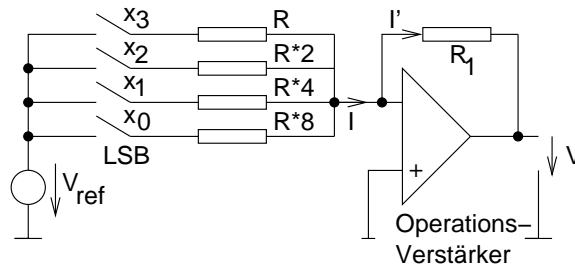 x3 R I' R1
x2 R*2
x1 R*4
x0 R*8 I
LSB
Vref + V
Operations–
Verstärker